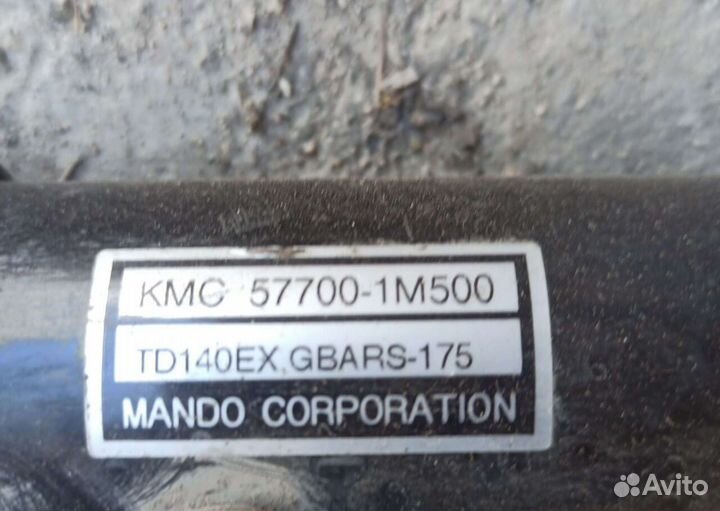 KMC 57700-1M500
TD140EX GBARS-175
MANDO CORPORATION
Avito